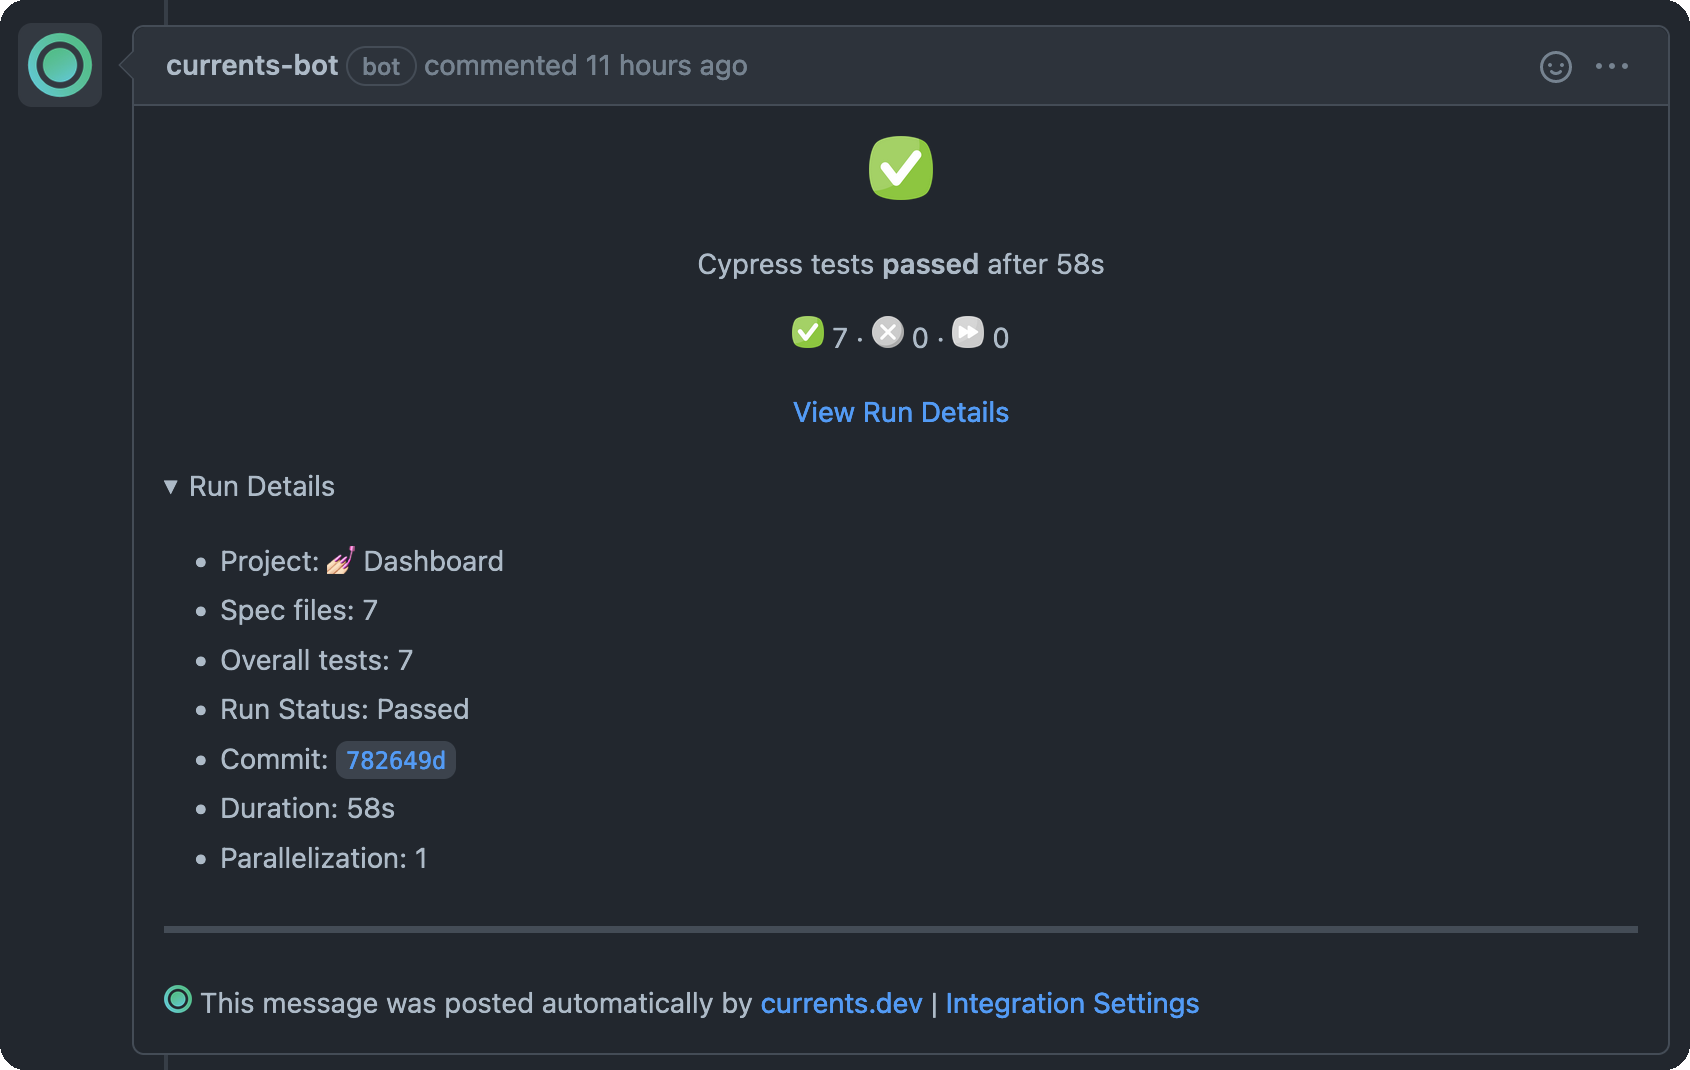 currents-bot bot commented 11 hours ago
Cypress tests passed after 58s
7 · 0 · 0
View Run Details
▼ Run Details
• Project: 💅 Dashboard
• Spec files: 7
• Overall tests: 7
• Run Status: Passed
• Commit: 782649d
• Duration: 58s
• Parallelization: 1
This message was posted automatically by currents.dev | Integration Settings